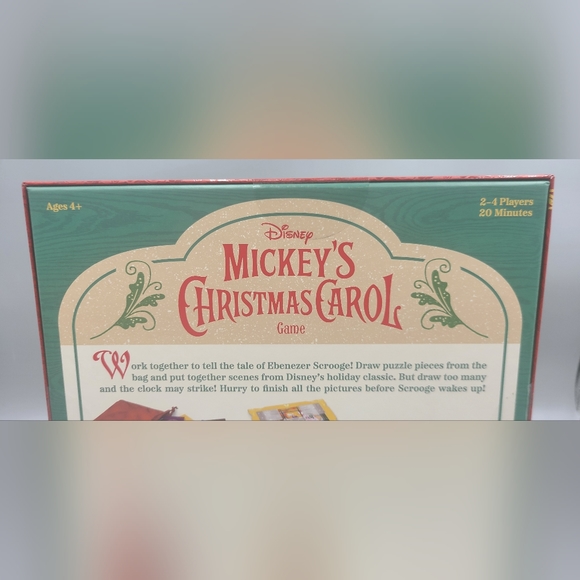 Ages 4+
2–4 Players
20 Minutes
Disney
MICKEY'S
CHRISTMAS CAROL
Game
Work together to tell the tale of Ebenezer Scrooge! Draw puzzle pieces from the
bag and put together scenes from Disney's holiday classic. But draw too many
and the clock may strike! Hurry to finish all the pictures before Scrooge wakes up!